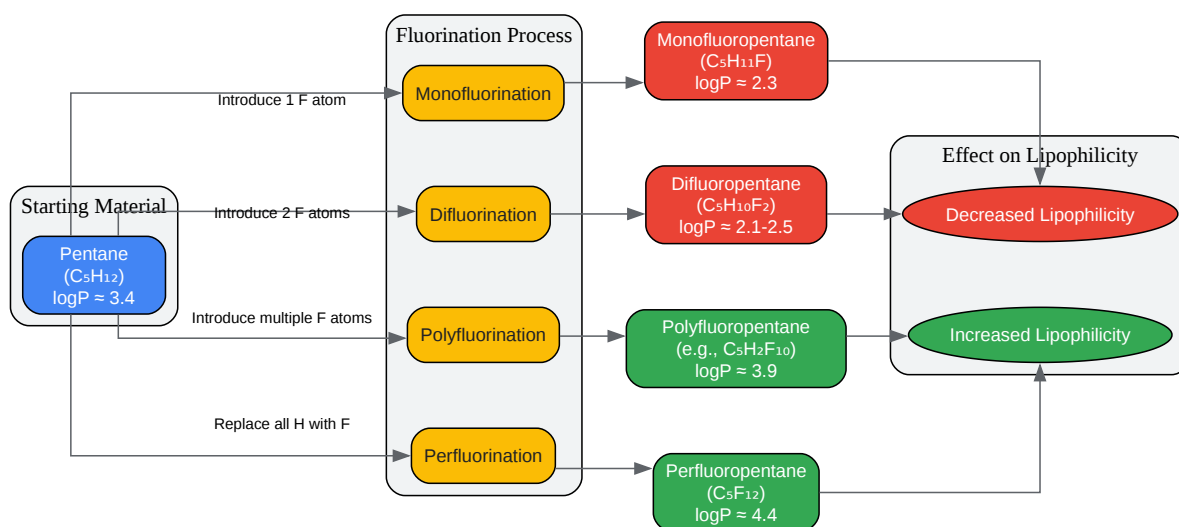 Starting Material
Pentane
(C₅H₁₂)
logP ≈ 3.4
Introduce 1 F atom
Introduce 2 F atoms
Introduce multiple F atoms
Replace all H with F
Fluorination Process
Monofluorination
Difluorination
Polyfluorination
Perfluorination
Monofluoropentane
(C₅H₁₁F)
logP ≈ 2.3
Difluoropentane
(C₅H₁₀F₂)
logP ≈ 2.1-2.5
Polyfluoropentane
(e.g., C₅H₂F₁₀)
logP ≈ 3.9
Perfluoropentane
(C₅F₁₂)
logP ≈ 4.4
Effect on Lipophilicity
Decreased Lipophilicity
Increased Lipophilicity